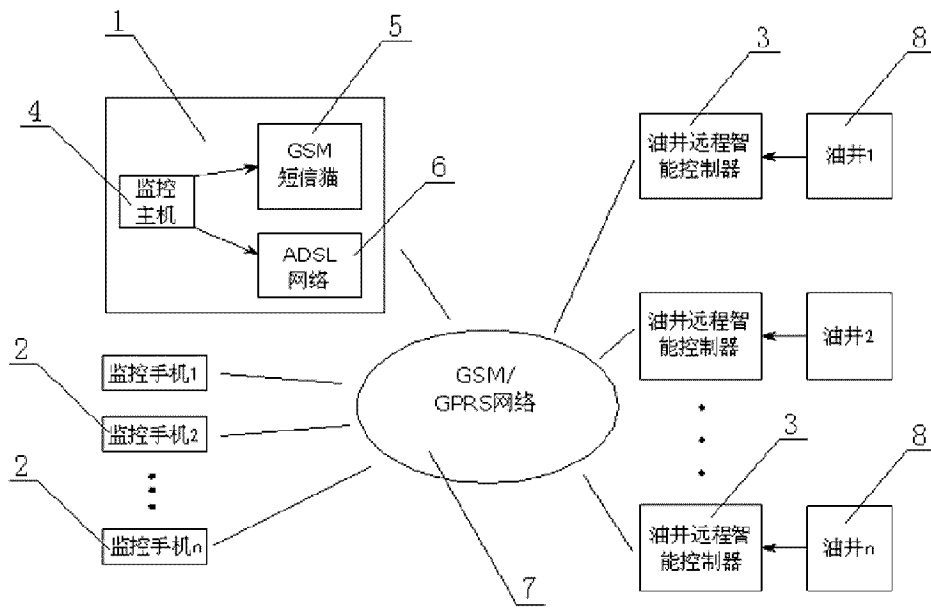 1
5
3
8
4
GSM
短信猫
6
监控
主机
ADSL
网络
油井远程智
能控制器
油井1
2
监控手机1
监控手机2
2
监控手机n
GSM/
GPRS网络
7
油井远程智
能控制器
油井2
3
8
油井远程智
能控制器
油井n